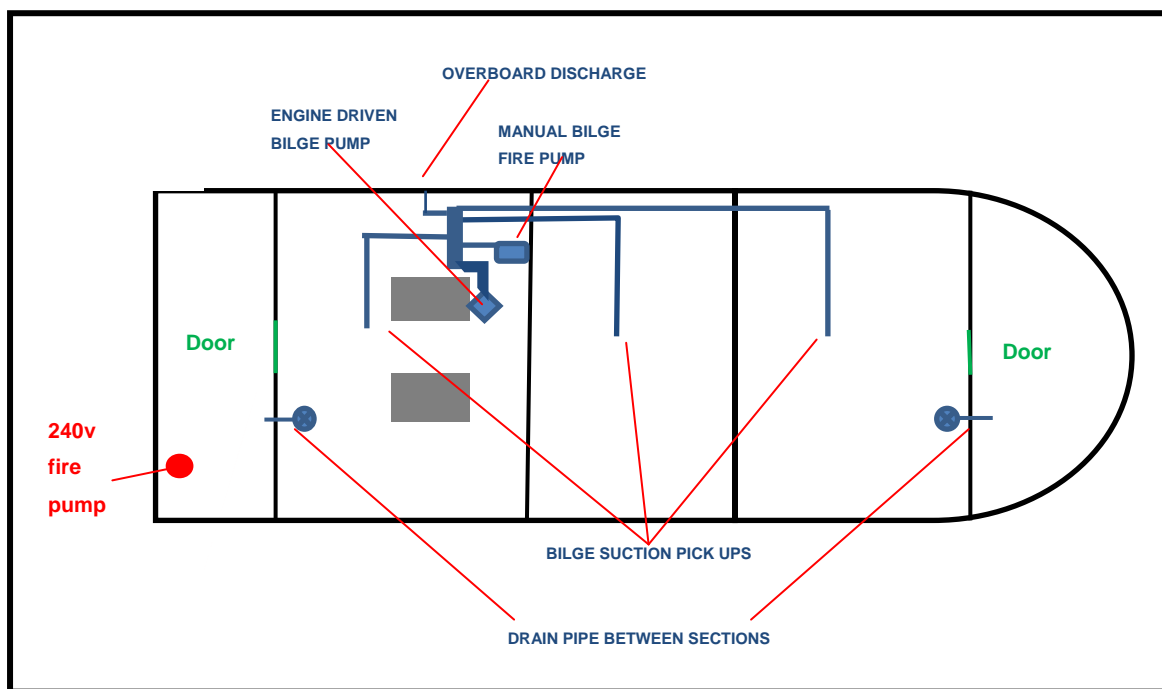 OVERBOARD DISCHARGE
ENGINE DRIVEN
BILGE PUMP
MANUAL BILGE
FIRE PUMP
Door
Door
240v
fire
pump
BILGE SUCTION PICK UPS
DRAIN PIPE BETWEEN SECTIONS